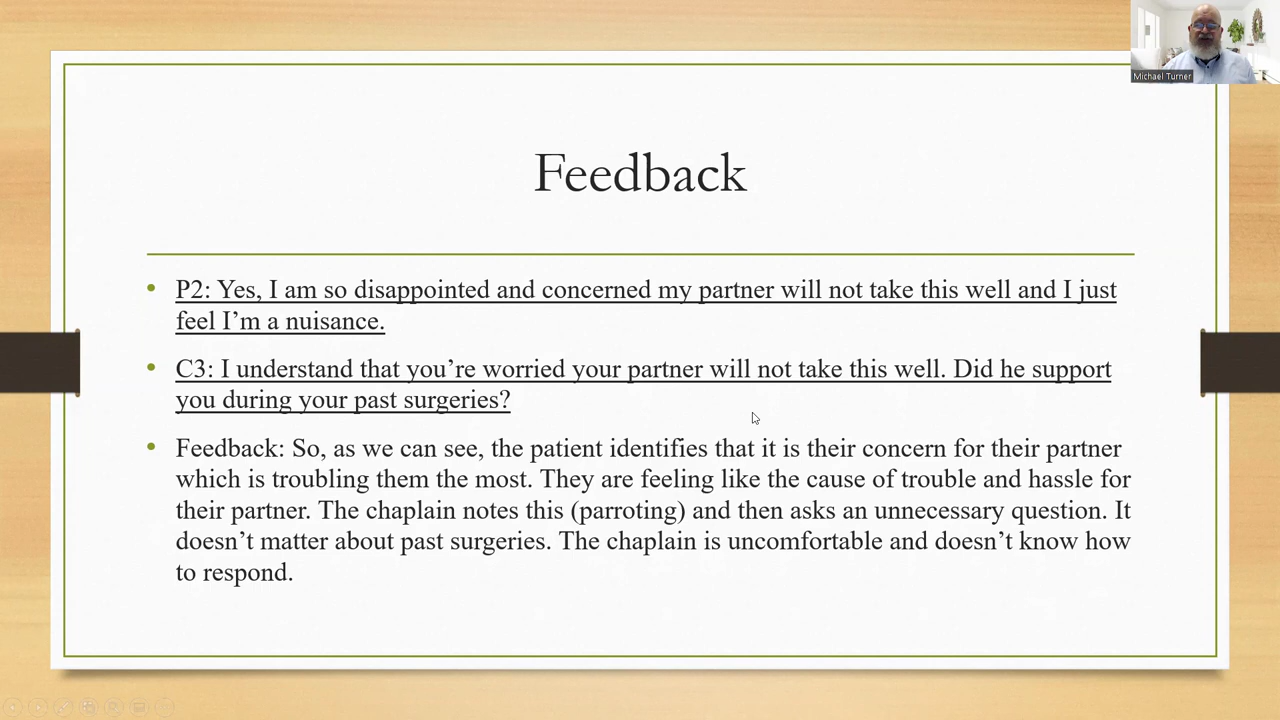 Michael Turner
Feedback
• P2: Yes, I am so disappointed and concerned my partner will not take this well and I just
feel I’m a nuisance.
• C3: I understand that you’re worried your partner will not take this well. Did he support
you during your past surgeries?
• Feedback: So, as we can see, the patient identifies that it is their concern for their partner
which is troubling them the most. They are feeling like the cause of trouble and hassle for
their partner. The chaplain notes this (parroting) and then asks an unnecessary question. It
doesn’t matter about past surgeries. The chaplain is uncomfortable and doesn’t know how
to respond.